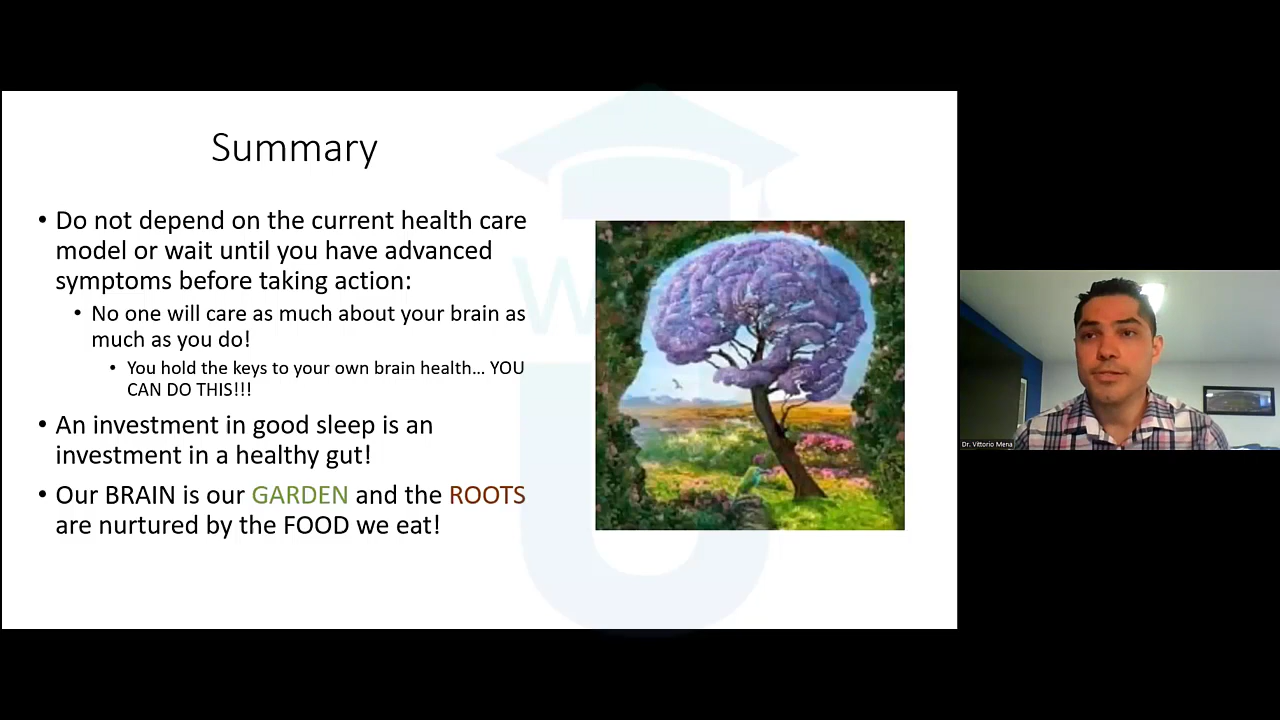 Summary
• Do not depend on the current health care
model or wait until you have advanced
symptoms before taking action:
• No one will care as much about your brain as
much as you do!
• You hold the keys to your own brain health... YOU
CAN DO THIS!!!
• An investment in good sleep is an
investment in a healthy gut!
• Our BRAIN is our GARDEN and the ROOTS
are nurtured by the FOOD we eat!
Dr. Vittorio Mena